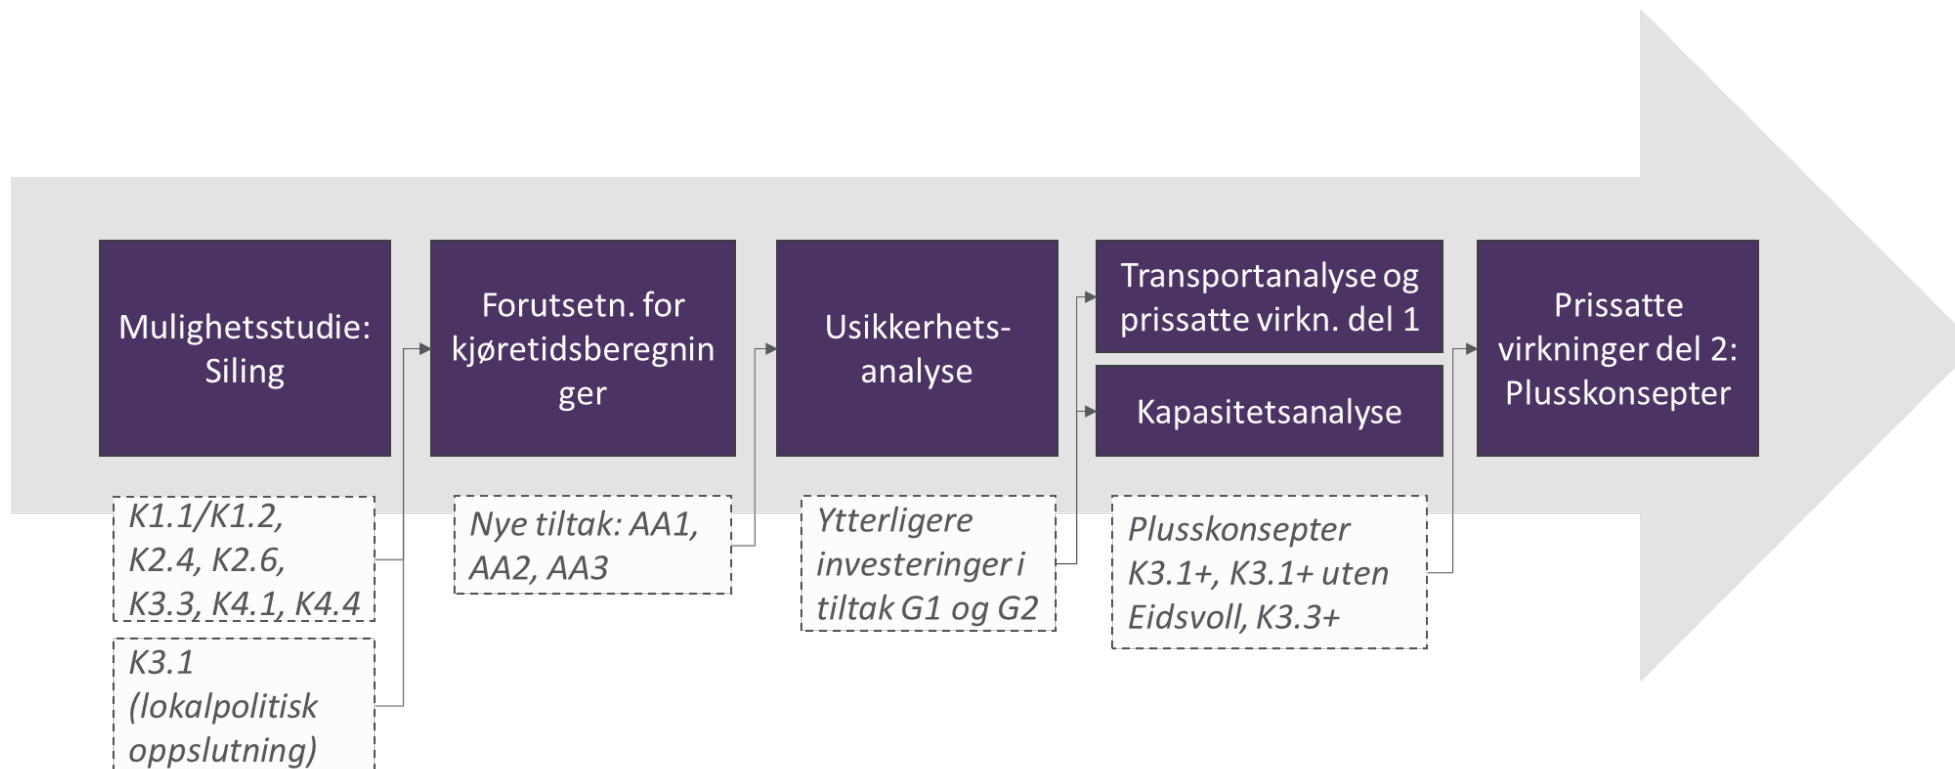 Mulighetsstudie:
Siling
Forutsetn. for
kjøretidsberegnin
ger
Usikkerhets-
analyse
Transportanalyse og
prissatte virkn. del 1
Kapasitetsanalyse
Prissatte
virkninger del 2:
Plusskonsepter
K1.1/K1.2,
K2.4, K2.6,
K3.3, K4.1, K4.4
K3.1
(lokalpolitisk
oppslutning)
Nye tiltak: AA1,
AA2, AA3
Ytterligere
investeringer i
tiltak G1 og G2
Plusskonsepter
K3.1+, K3.1+ uten
Eidsvoll, K3.3+